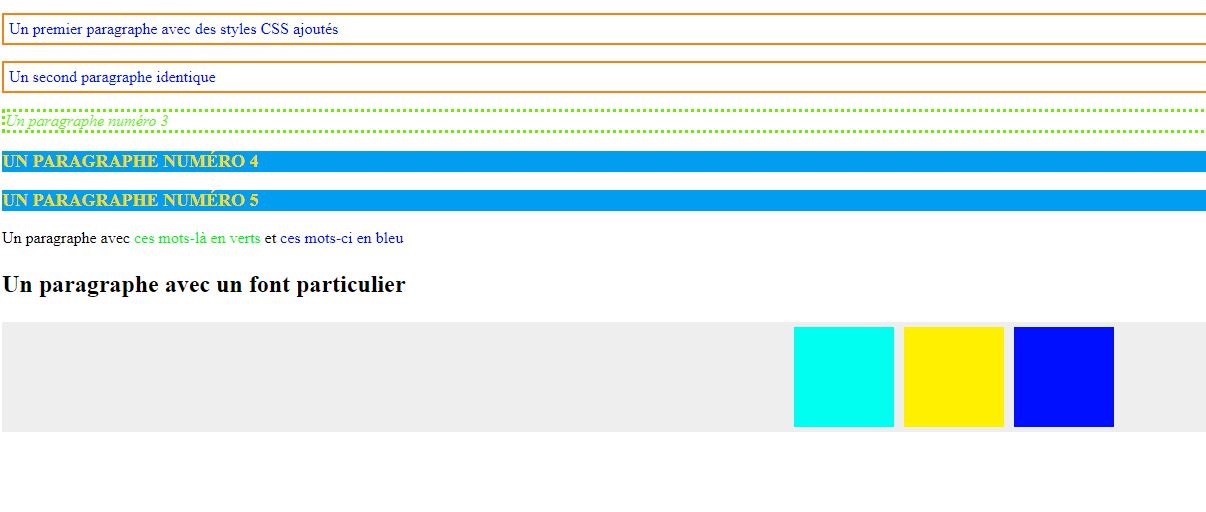 Un premier paragraphe avec des styles CSS ajoutés
Un second paragraphe identique
Un paragraphe numéro 3
UN PARAGRAPHE NUMÉRO 4
UN PARAGRAPHE NUMÉRO 5
Un paragraphe avec ces mots-là en verts et ces mots-ci en bleu
Un paragraphe avec un font particulier